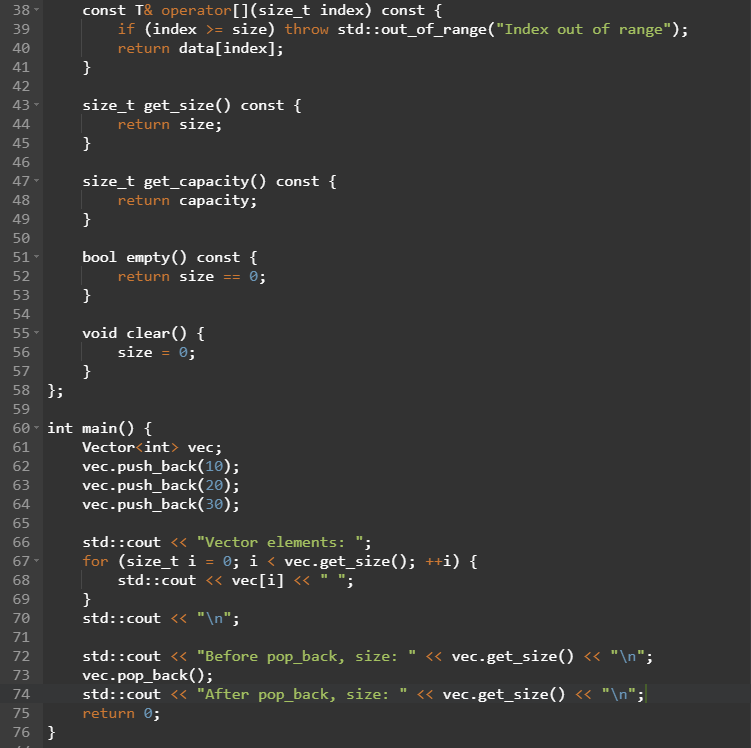 38 const T& operator[](size_t index) const {
39 if (index >= size) throw std::out_of_range("Index out of range");
40 return data[index];
41 }
42
43 size_t get_size() const {
44 return size;
45 }
46
47 size_t get_capacity() const {
48 return capacity;
49 }
50
51 bool empty() const {
52 return size == 0;
53 }
54
55 void clear() {
56 size = 0;
57 }
58 };
59
60 int main() {
61 Vector<int> vec;
62 vec.push_back(10);
63 vec.push_back(20);
64 vec.push_back(30);
65
66 std::cout << "Vector elements: ";
67 for (size_t i = 0; i < vec.get_size(); ++i) {
68 std::cout << vec[i] << " ";
69 }
70 std::cout << "\n";
71
72 std::cout << "Before pop_back, size: " << vec.get_size() << "\n";
73 vec.pop_back();
74 std::cout << "After pop_back, size: " << vec.get_size() << "\n";
75 return 0;
76 }